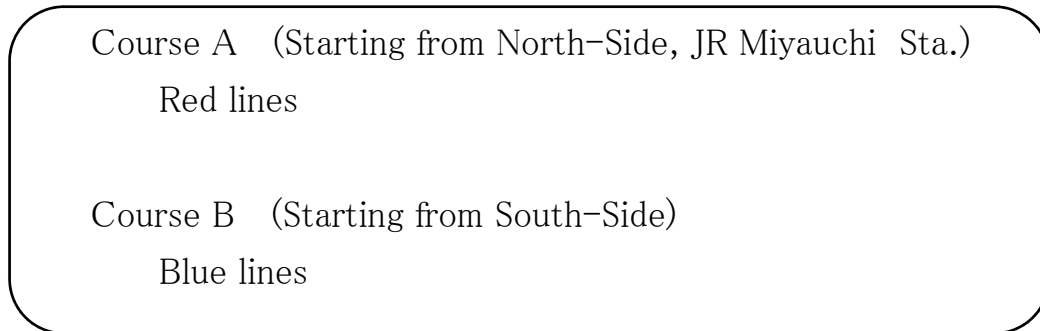 Course A (Starting from North-Side, JR Miyauchi Sta.)
Red lines
Course B (Starting from South-Side)
Blue lines